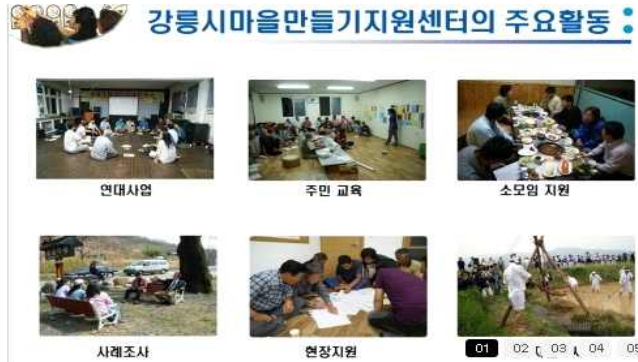 강릉시마을만들기지원센터의 주요활동
연대사업
주민 교육
소모임 지원
사례조사
현장지원
01 02 03 04 05